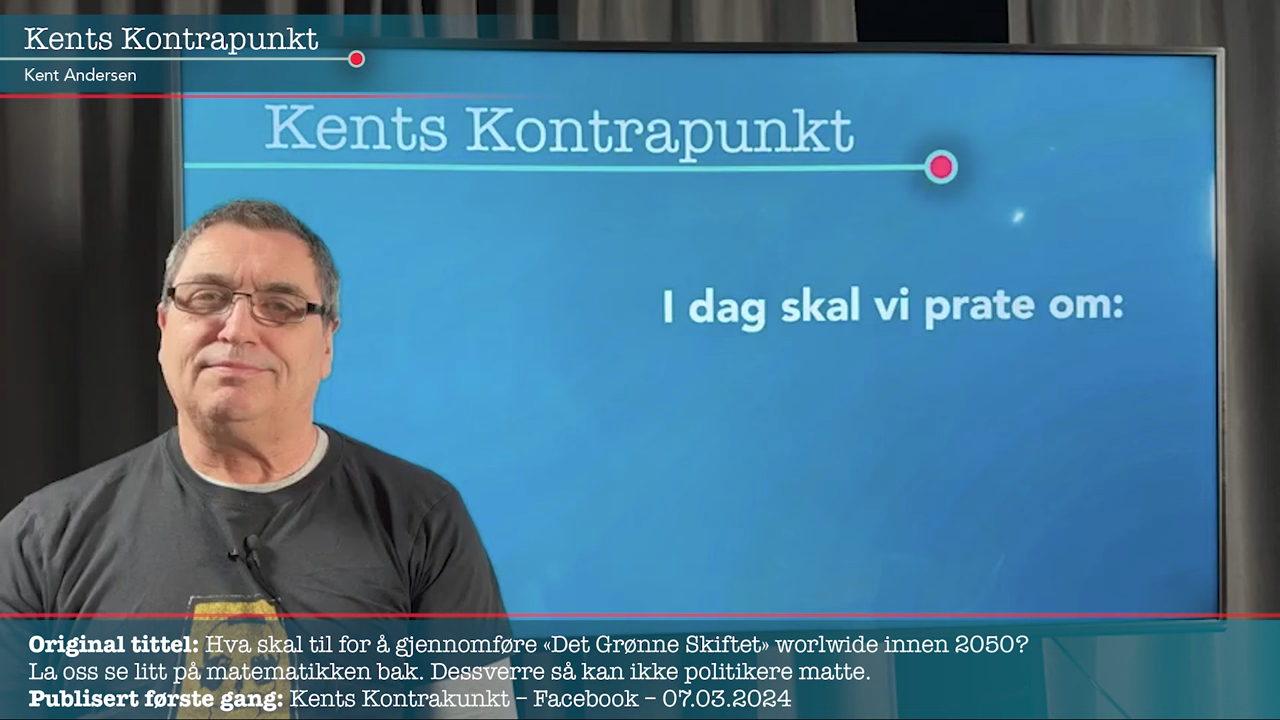 Kents Kontrapunkt
Kent Andersen
Kents Kontrapunkt
I dag skal vi prate om:
Original tittel: Hva skal til for å gjennomføre «Det Grønne Skiftet» worlwide innen 2050?
La oss se litt på matematikken bak. Dessverre så kan ikke politikere matte.
Publisert første gang: Kents Kontrakunkt – Facebook – 07.03.2024